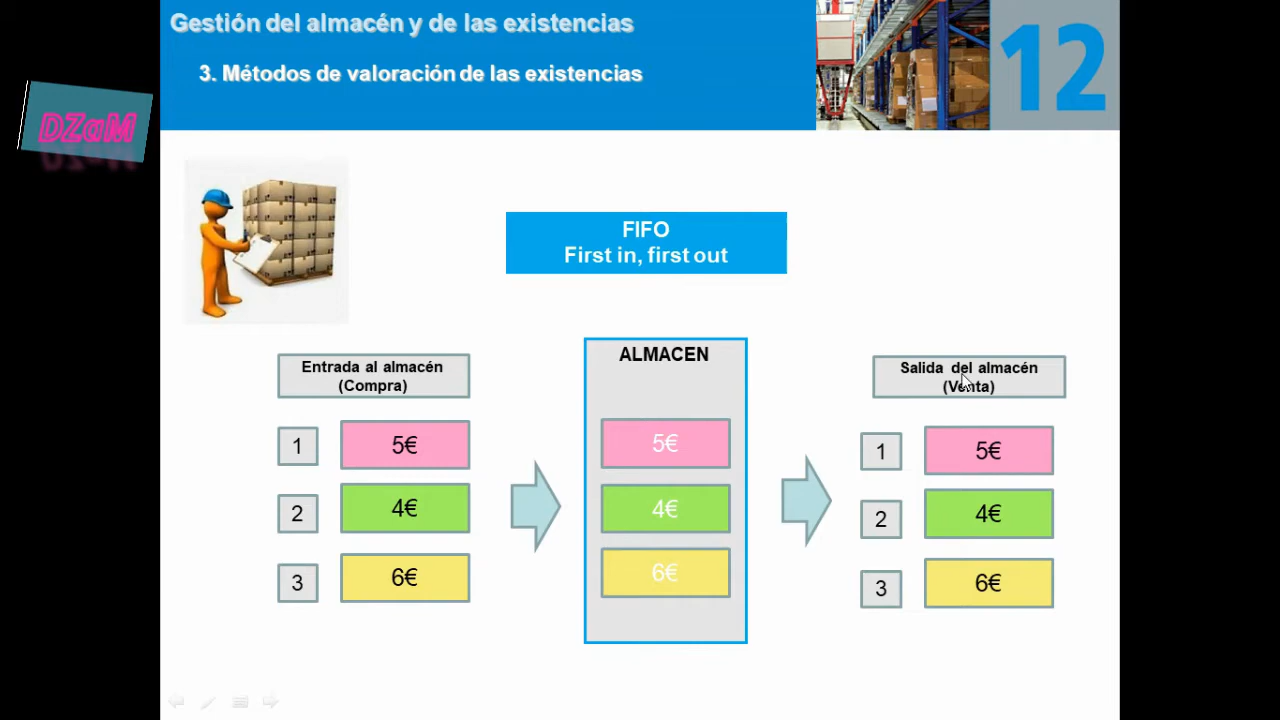 Gestión del almacén y de las existencias
3. Métodos de valoración de las existencias
12
DZaM
FIFO
First in, first out
Entrada al almacén
(Compra)
ALMACEN
Salida del almacén
(Venta)
1 5€
2 4€
3 6€
5€
4€
6€
1 5€
2 4€
3 6€